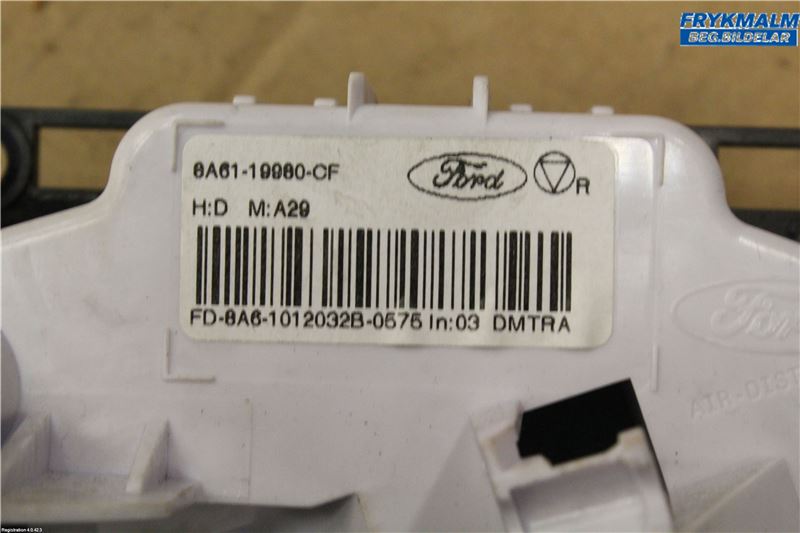 FRYKMALM
BEG.BILDELAR
8A61-19980-CF
Ford
R
H:D M:A29
FD-8A6-1012032B-0575 In:03 DMTRA
Ford
AIR-DIST
Registration 4.0.42.3